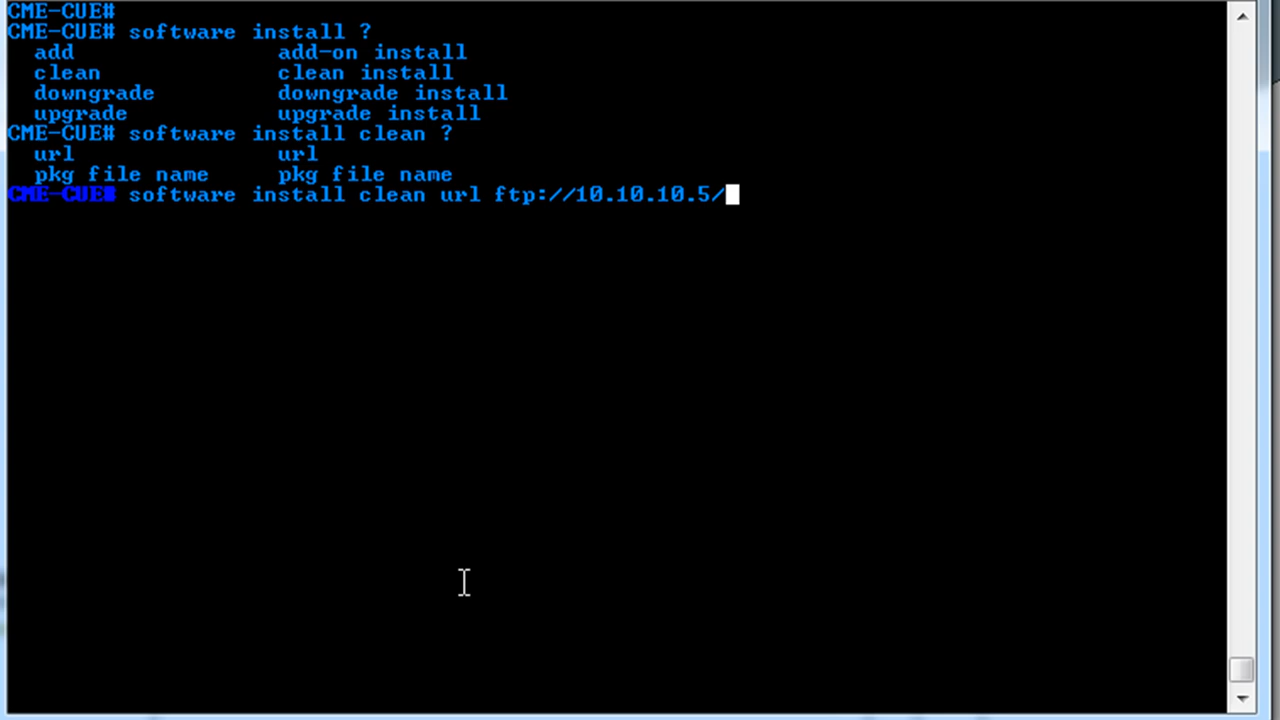 CME-CUE#
CME-CUE# software install ?
add add-on install
clean clean install
downgrade downgrade install
upgrade upgrade install
CME-CUE# software install clean ?
url url
pkg file name pkg file name
CME-CUE# software install clean url ftp://10.10.10.5/